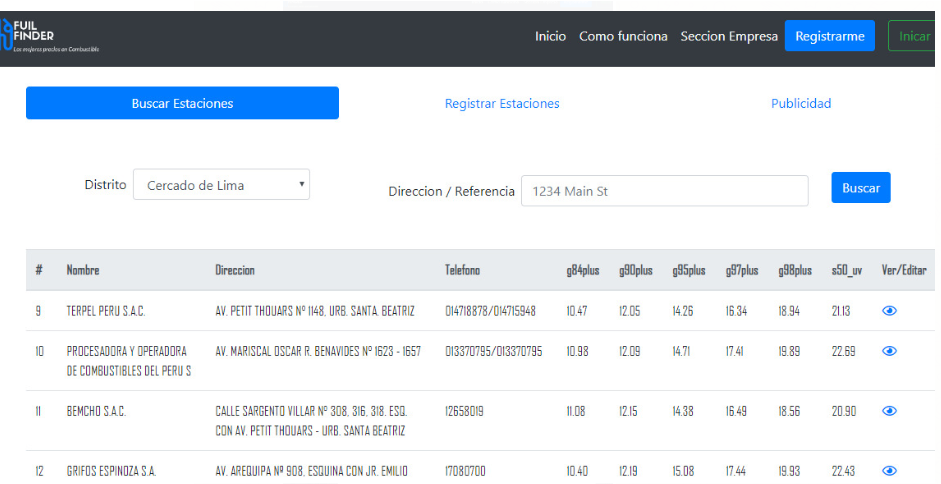 FUIL
FINDER
Los mejores precios en Combustible
Inicio Como funciona Seccion Empresa Registrarme Inicar
Buscar Estaciones Registrar Estaciones Publicidad
Distrito Cercado de Lima Direccion / Referencia 1234 Main St Buscar
# Nombre Direccion Telefono g84plus g90plus g95plus g97plus g98plus s50_uv Ver/Editar
9 TERPEL PERU S.A.C. AV. PETIT THOUARS Nº 1148, URB. SANTA. BEATRIZ 014718878/014715948 10.47 12.05 14.26 16.34 18.94 21.13
10 PROCESADORA Y OPERADORA AV. MARISCAL OSCAR R. BENAVIDES Nº 1623 - 1657 013370795/013370795 10.98 12.09 14.71 17.41 19.89 22.69
DE COMBUSTIBLES DEL PERU S
11 BEMCHO S.A.C. CALLE SARGENTO VILLAR Nº 308, 316, 318. ESQ. 12658019 11.08 12.15 14.38 16.49 18.56 20.90
CON AV. PETIT THOUARS - URB. SANTA BEATRIZ
12 GRIFOS ESPINOZA S.A. AV. AREQUIPA Nº 908, ESQUINA CON JR. EMILIO 17080700 10.40 12.19 15.08 17.44 19.93 22.43